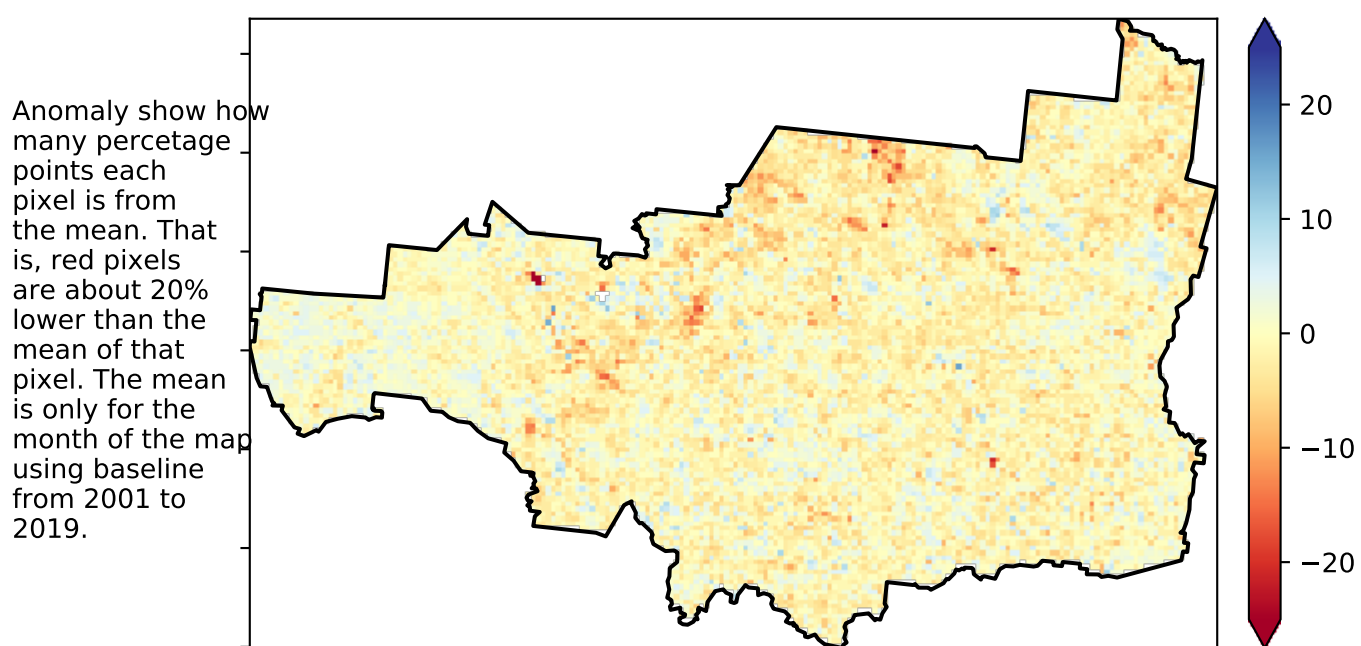 Anomaly show how
many percetage
points each
pixel is from
the mean. That
is, red pixels
are about 20%
lower than the
mean of that
pixel. The mean
is only for the
month of the map
using baseline
from 2001 to
2019.
20
10
0
−10
−20